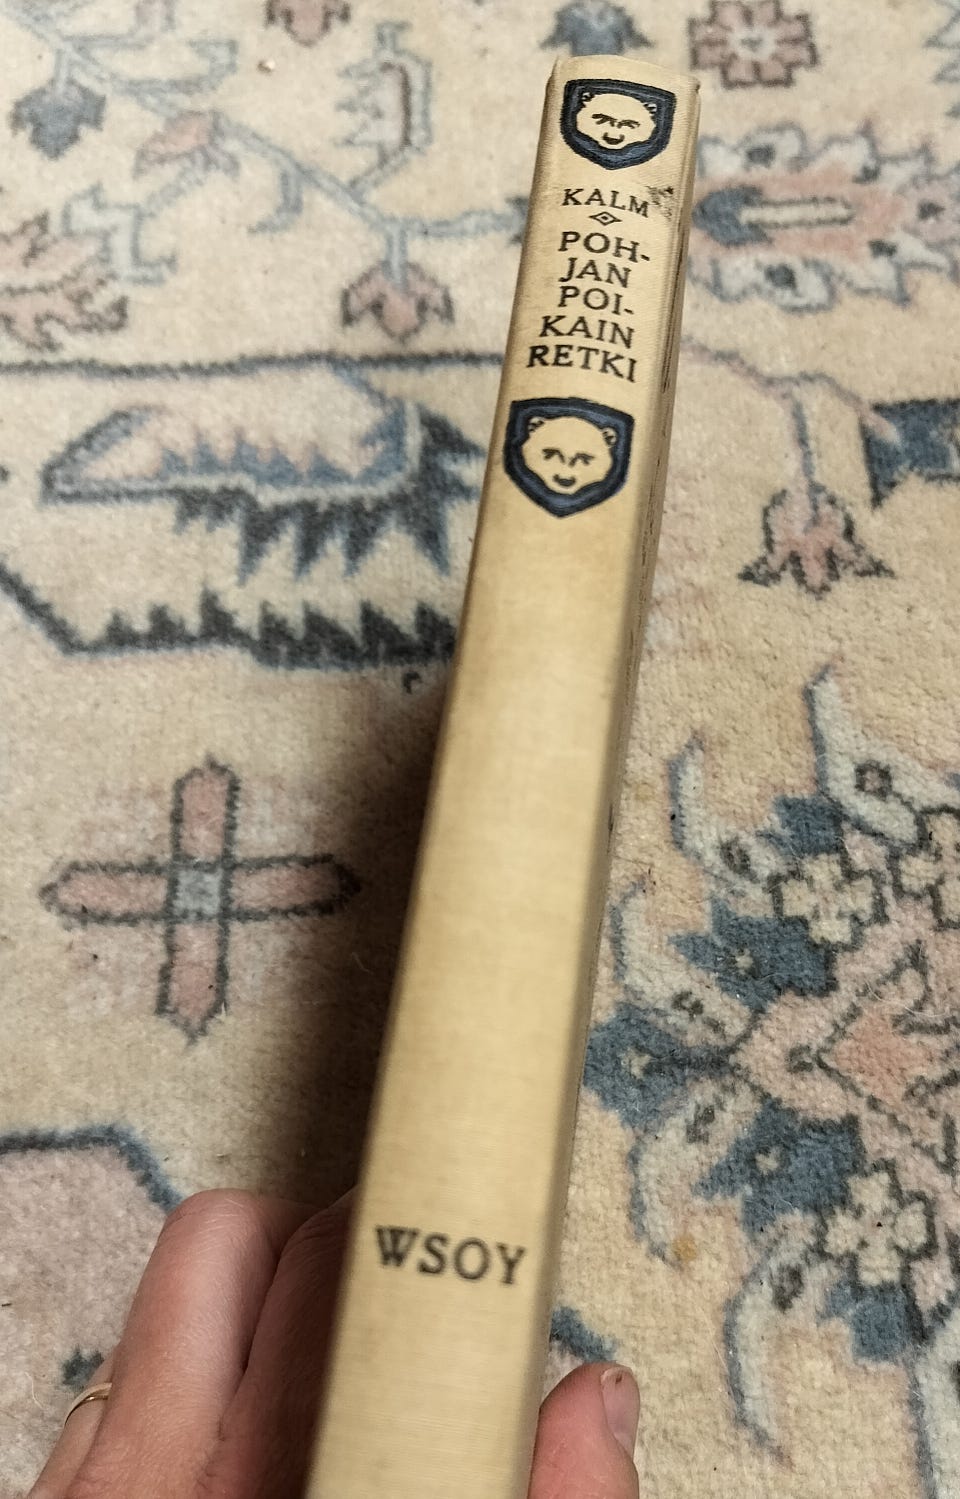 KALM
POH-
JAN
POI-
KAIN
RETKI
WSOY